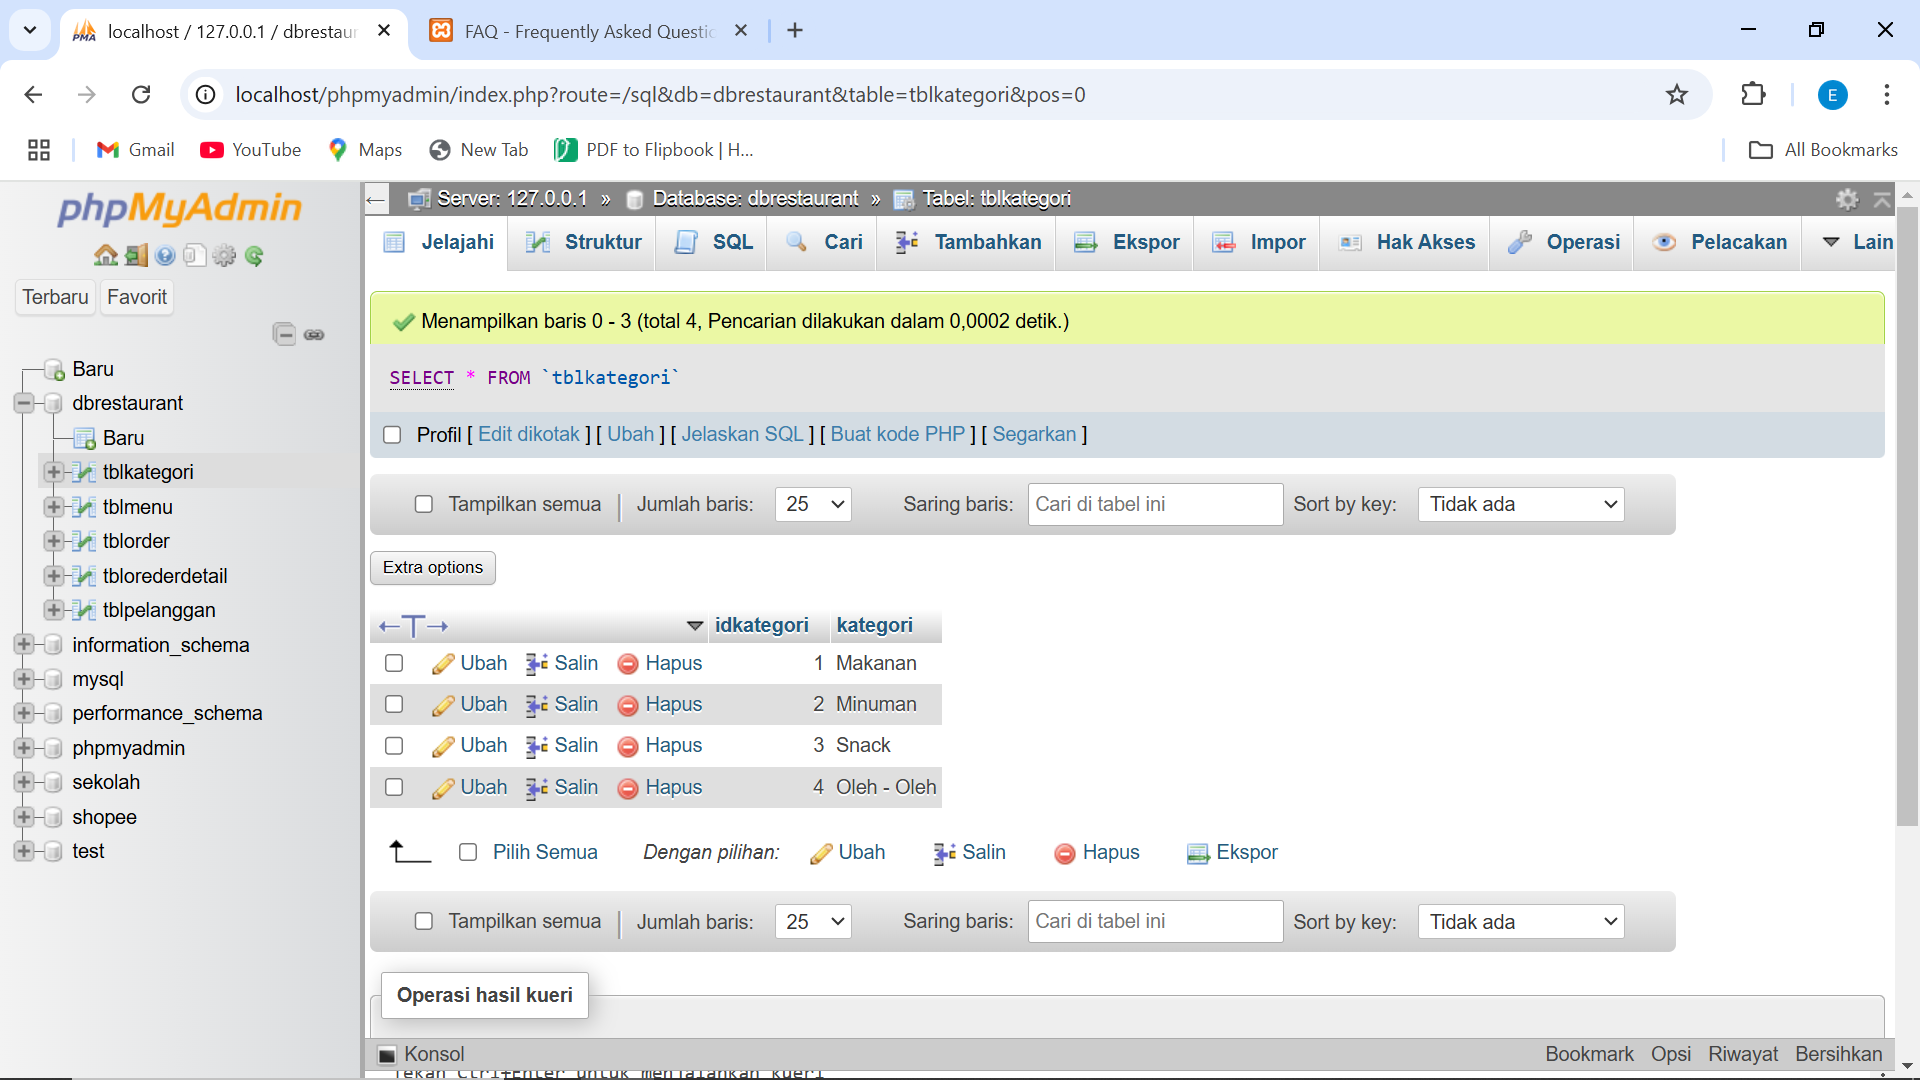 localhost / 127.0.0.1 / dbrestaur
FAQ - Frequently Asked Questio
localhost/phpmyadmin/index.php?route=/sql&db=dbrestaurant&table=tblkategori&pos=0
E
Gmail
YouTube
Maps
New Tab
PDF to Flipbook | H...
All Bookmarks
phpMyAdmin
Terbaru
Favorit
Baru
dbrestaurant
Baru
tblkategori
tblmenu
tblorder
tblorederdetail
tblpelanggan
information_schema
mysql
performance_schema
phpmyadmin
sekolah
shopee
test
Server: 127.0.0.1 » Database: dbrestaurant » Tabel: tblkategori
Jelajahi Struktur SQL Cari Tambahkan Ekspor Impor Hak Akses Operasi Pelacakan Lain
Menampilkan baris 0 - 3 (total 4, Pencarian dilakukan dalam 0,0002 detik.)
SELECT * FROM `tblkategori`
Profil [ Edit dikotak ] [ Ubah ] [ Jelaskan SQL ] [ Buat kode PHP ] [ Segarkan ]
Tampilkan semua | Jumlah baris: 25 Saring baris: Cari di tabel ini Sort by key: Tidak ada
Extra options
idkategori kategori
Ubah Salin Hapus 1 Makanan
Ubah Salin Hapus 2 Minuman
Ubah Salin Hapus 3 Snack
Ubah Salin Hapus 4 Oleh - Oleh
Pilih Semua Dengan pilihan: Ubah Salin Hapus Ekspor
Tampilkan semua | Jumlah baris: 25 Saring baris: Cari di tabel ini Sort by key: Tidak ada
Operasi hasil kueri
Konsol
Bookmark Opsi Riwayat Bersihkan
Tekan Ctrl+Enter untuk menjalankan kueri